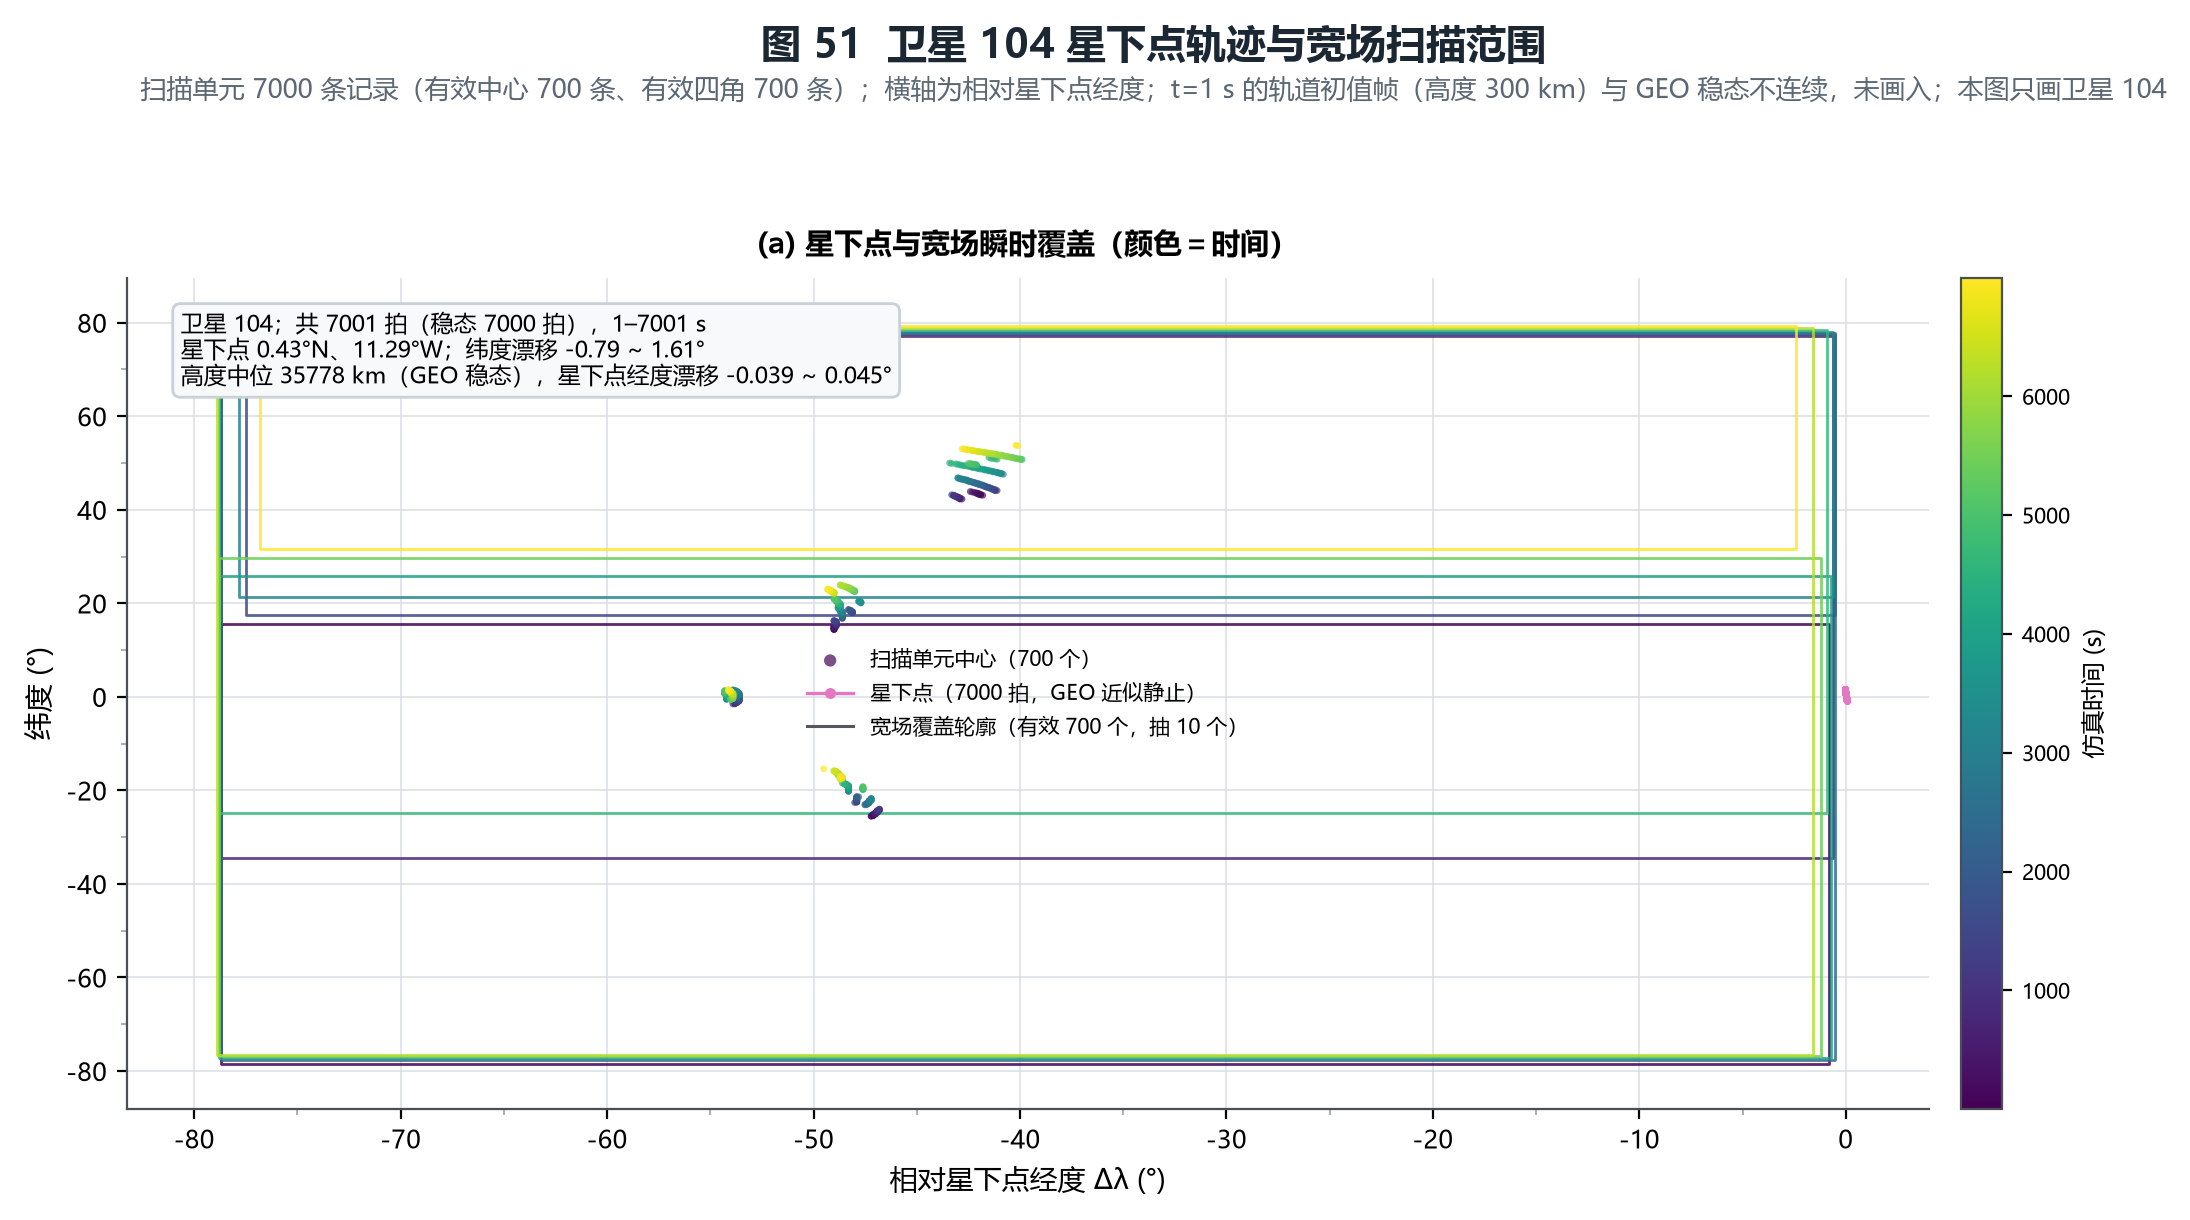 图 51 卫星 104 星下点轨迹与宽场扫描范围
扫描单元 7000 条记录（有效中心 700 条、有效四角 700 条）；横轴为相对星下点经度；t=1 s 的轨道初值帧（高度 300 km）与 GEO 稳态不连续，未画入；本图只画卫星 104
(a) 星下点与宽场瞬时覆盖（颜色＝时间）
卫星 104；共 7001 拍（稳态 7000 拍），1–7001 s
星下点 0.43°N、11.29°W；纬度漂移 -0.79 ~ 1.61°
高度中位 35778 km（GEO 稳态），星下点经度漂移 -0.039 ~ 0.045°
80
60
40
20
0
-20
-40
-60
-80
纬度 (°)
扫描单元中心（700 个）
星下点（7000 拍，GEO 近似静止）
宽场覆盖轮廓（有效 700 个，抽 10 个）
-80
-70
-60
-50
-40
-30
-20
-10
0
相对星下点经度 Δλ (°)
6000
5000
4000
3000
2000
1000
仿真时间 (s)